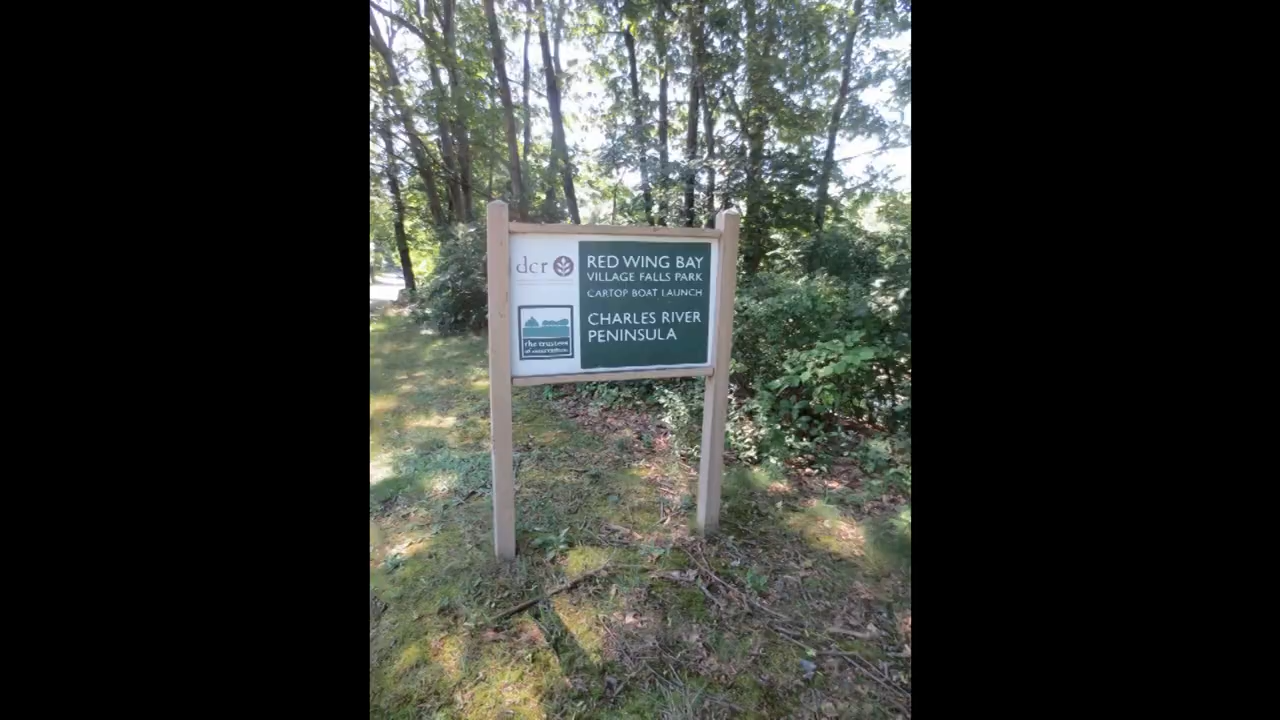 dcr
RED WING BAY
VILLAGE FALLS PARK
CARTOP BOAT LAUNCH
CHARLES RIVER
PENINSULA
the trustees